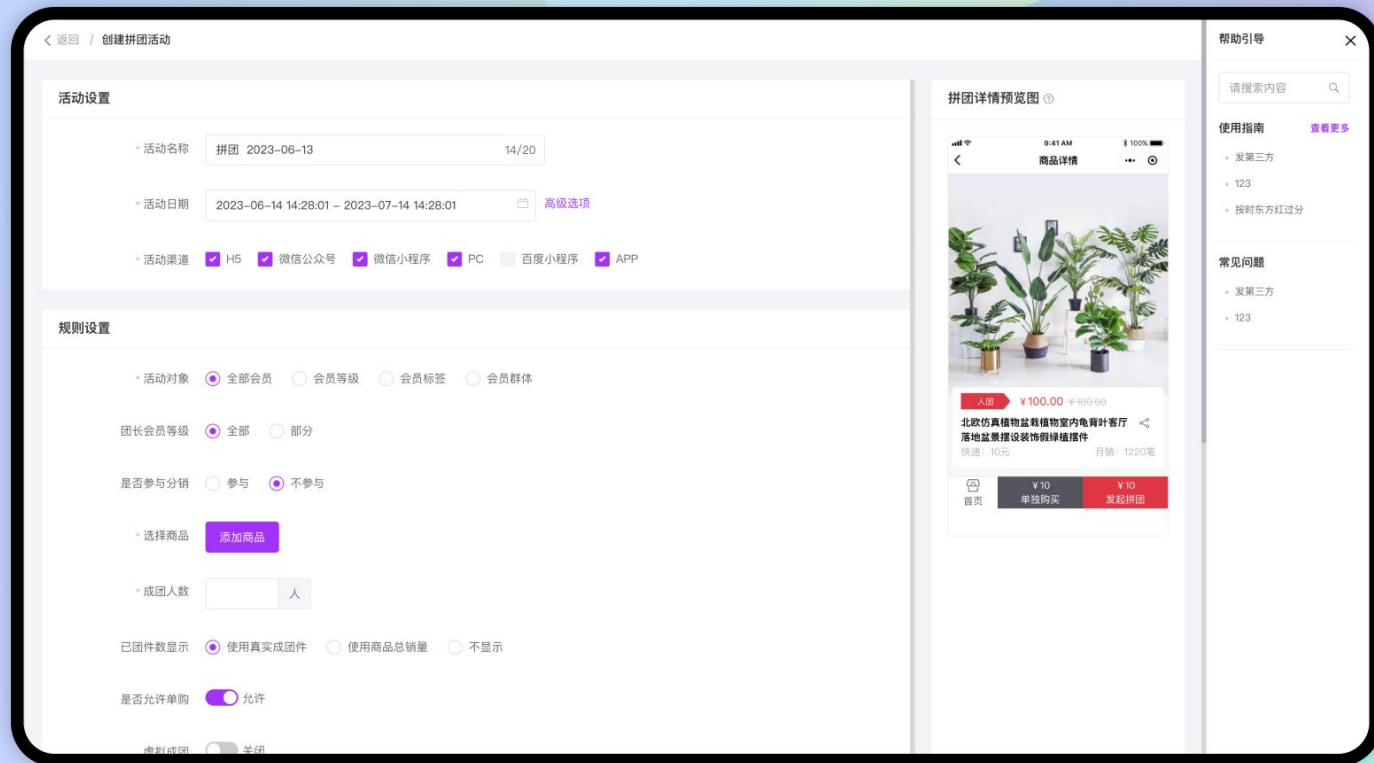 返回 / 创建拼团活动
活动设置
* 活动名称 拼团 2023-06-13 14/20
* 活动日期 2023-06-14 14:28:01 - 2023-07-14 14:28:01 高级选项
* 活动渠道 H5 微信公众号 微信小程序 PC 百度小程序 APP
规则设置
* 活动对象 全部会员 会员等级 会员标签 会员群体
团长会员等级 全部 部分
是否参与分销 参与 不参与
* 选择商品 添加商品
* 成团人数 人
已团件数显示 使用真实成团件 使用商品总销量 不显示
是否允许单购 允许
虚拟成团 关闭
拼团详情预览图
9:41 AM 100%
商品详情
人团 ¥100.00 ¥100.00
北欧仿真植物盆栽植物室内龟背叶客厅
落地盆景摆设装饰假绿植摆件
快递：10元 月销：1220笔
首页
¥10
单独购买
¥10
发起拼团
帮助引导
请搜索内容
使用指南 查看更多
发第三方
123
按时东方红过分
常见问题
发第三方
123